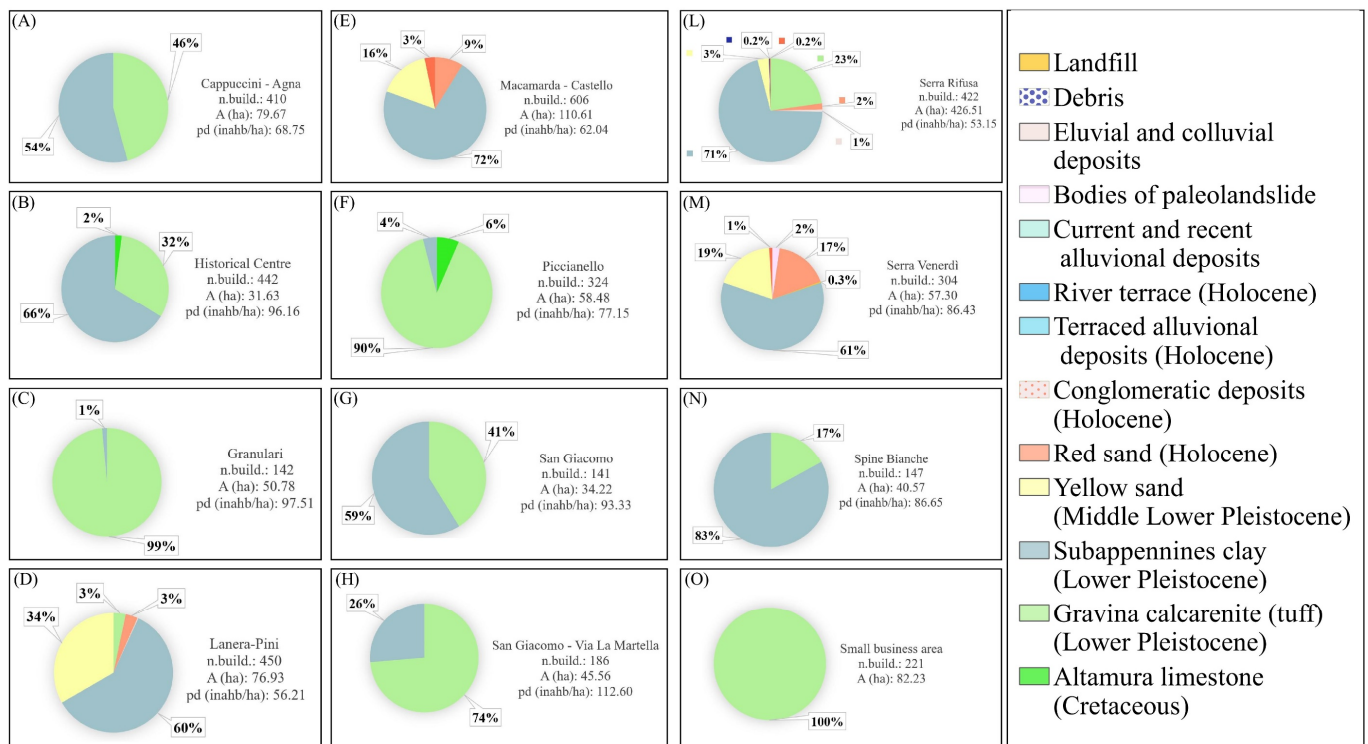 (A)
46%
54%
Cappuccini - Agna
n.build.: 410
A (ha): 79.67
pd (inahb/ha): 68.75
(B)
2%
32%
66%
Historical Centre
n.build.: 442
A (ha): 31.63
pd (inahb/ha): 96.16
(C)
1%
99%
Granulari
n.build.: 142
A (ha): 50.78
pd (inahb/ha): 97.51
(D)
3%
3%
34%
60%
Lanera-Pini
n.build.: 450
A (ha): 76.93
pd (inahb/ha): 56.21
(E)
3%
9%
16%
72%
Macamarda - Castello
n.build.: 606
A (ha): 110.61
pd (inahb/ha): 62.04
(F)
4%
6%
90%
Piccianello
n.build.: 324
A (ha): 58.48
pd (inahb/ha): 77.15
(G)
41%
59%
San Giacomo
n.build.: 141
A (ha): 34.22
pd (inahb/ha): 93.33
(H)
26%
74%
San Giacomo - Via La Martella
n.build.: 186
A (ha): 45.56
pd (inahb/ha): 112.60
(L)
3%
0.2%
0.2%
23%
2%
1%
71%
Serra Rifusa
n.build.: 422
A (ha): 426.51
pd (inahb/ha): 53.15
(M)
1%
2%
19%
17%
0.3%
61%
Serra Venerdì
n.build.: 304
A (ha): 57.30
pd (inahb/ha): 86.43
(N)
17%
83%
Spine Bianche
n.build.: 147
A (ha): 40.57
pd (inahb/ha): 86.65
(O)
100%
Small business area
n.build.: 221
A (ha): 82.23
Landfill
Debris
Eluvial and colluvial
deposits
Bodies of paleolandslide
Current and recent
alluvional deposits
River terrace (Holocene)
Terraced alluvional
deposits (Holocene)
Conglomeratic deposits
(Holocene)
Red sand (Holocene)
Yellow sand
(Middle Lower Pleistocene)
Subappennines clay
(Lower Pleistocene)
Gravina calcarenite (tuff)
(Lower Pleistocene)
Altamura limestone
(Cretaceous)